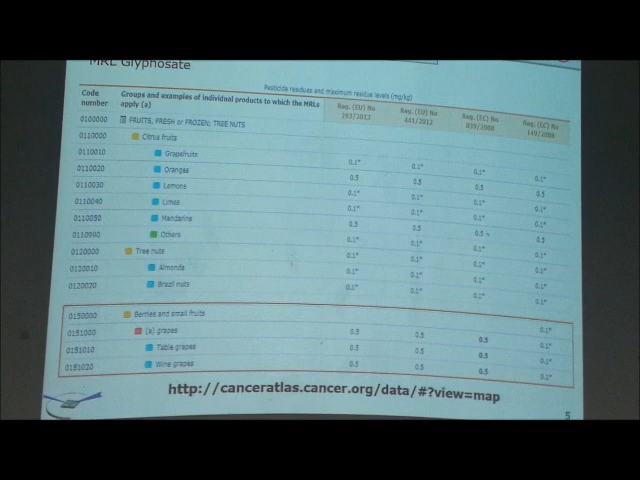 MRL Glyphosate
Pesticide residues and maximum residue levels (mg/kg)
Code number Groups and examples of individual products to which the MRLs apply (a) Reg. (EU) No 293/2013 Reg. (EU) No 441/2012 Reg. (EC) No 839/2008 Reg. (EC) No 149/2008
0100000 FRUITS, FRESH or FROZEN; TREE NUTS
0110000 Citrus fruits
0110010 Grapefruits 0.1* 0.1* 0.1* 0.1*
0110020 Oranges 0.5 0.5 0.5 0.5
0110030 Lemons 0.1* 0.1* 0.1* 0.1*
0110040 Limes 0.1* 0.1* 0.1* 0.1*
0110050 Mandarins 0.5 0.5 0.5 0.5
0110990 Others 0.1* 0.1* 0.1* 0.1*
0120000 Tree nuts 0.1* 0.1* 0.1* 0.1*
0120010 Almonds 0.1* 0.1* 0.1* 0.1*
0120020 Brazil nuts 0.1* 0.1* 0.1* 0.1*
0150000 Berries and small fruits 0.1*
0151000 (a) grapes 0.5 0.5 0.5 0.1*
0151010 Table grapes 0.5 0.5 0.5 0.1*
0151020 Wine grapes 0.5 0.5 0.5 0.1*
http://canceratlas.cancer.org/data/#?view=map
5